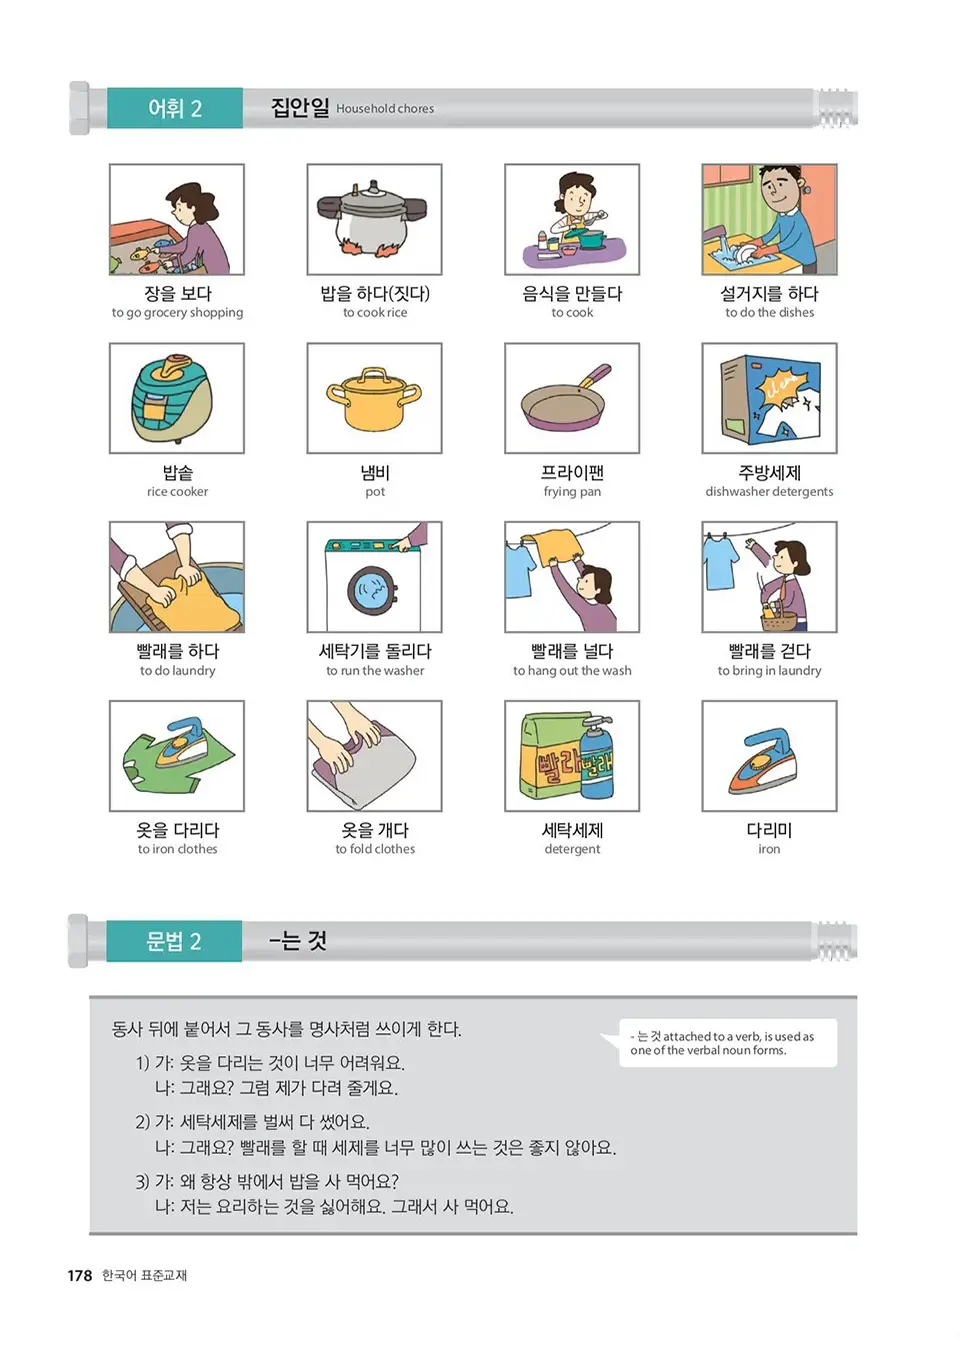 어휘 2 집안일 Household chores
장을 보다 밥을 하다(짓다) 음식을 만들다 설거지를 하다
to go grocery shopping to cook rice to cook to do the dishes
clean
밥솥 냄비 프라이팬 주방세제
rice cooker pot frying pan dishwasher detergents
빨래를 하다 세탁기를 돌리다 빨래를 널다 빨래를 걷다
to do laundry to run the washer to hang out the wash to bring in laundry
빨래 빨래
옷을 다리다 옷을 개다 세탁세제 다리미
to iron clothes to fold clothes detergent iron
문법 2 -는 것
동사 뒤에 붙어서 그 동사를 명사처럼 쓰이게 한다.
- 는 것 attached to a verb, is used as
one of the verbal noun forms.
1) 가: 옷을 다리는 것이 너무 어려워요.
나: 그래요? 그럼 제가 다려 줄게요.
2) 가: 세탁세제를 벌써 다 썼어요.
나: 그래요? 빨래를 할 때 세제를 너무 많이 쓰는 것은 좋지 않아요.
3) 가: 왜 항상 밖에서 밥을 사 먹어요?
나: 저는 요리하는 것을 싫어해요. 그래서 사 먹어요.
178 한국어 표준교재